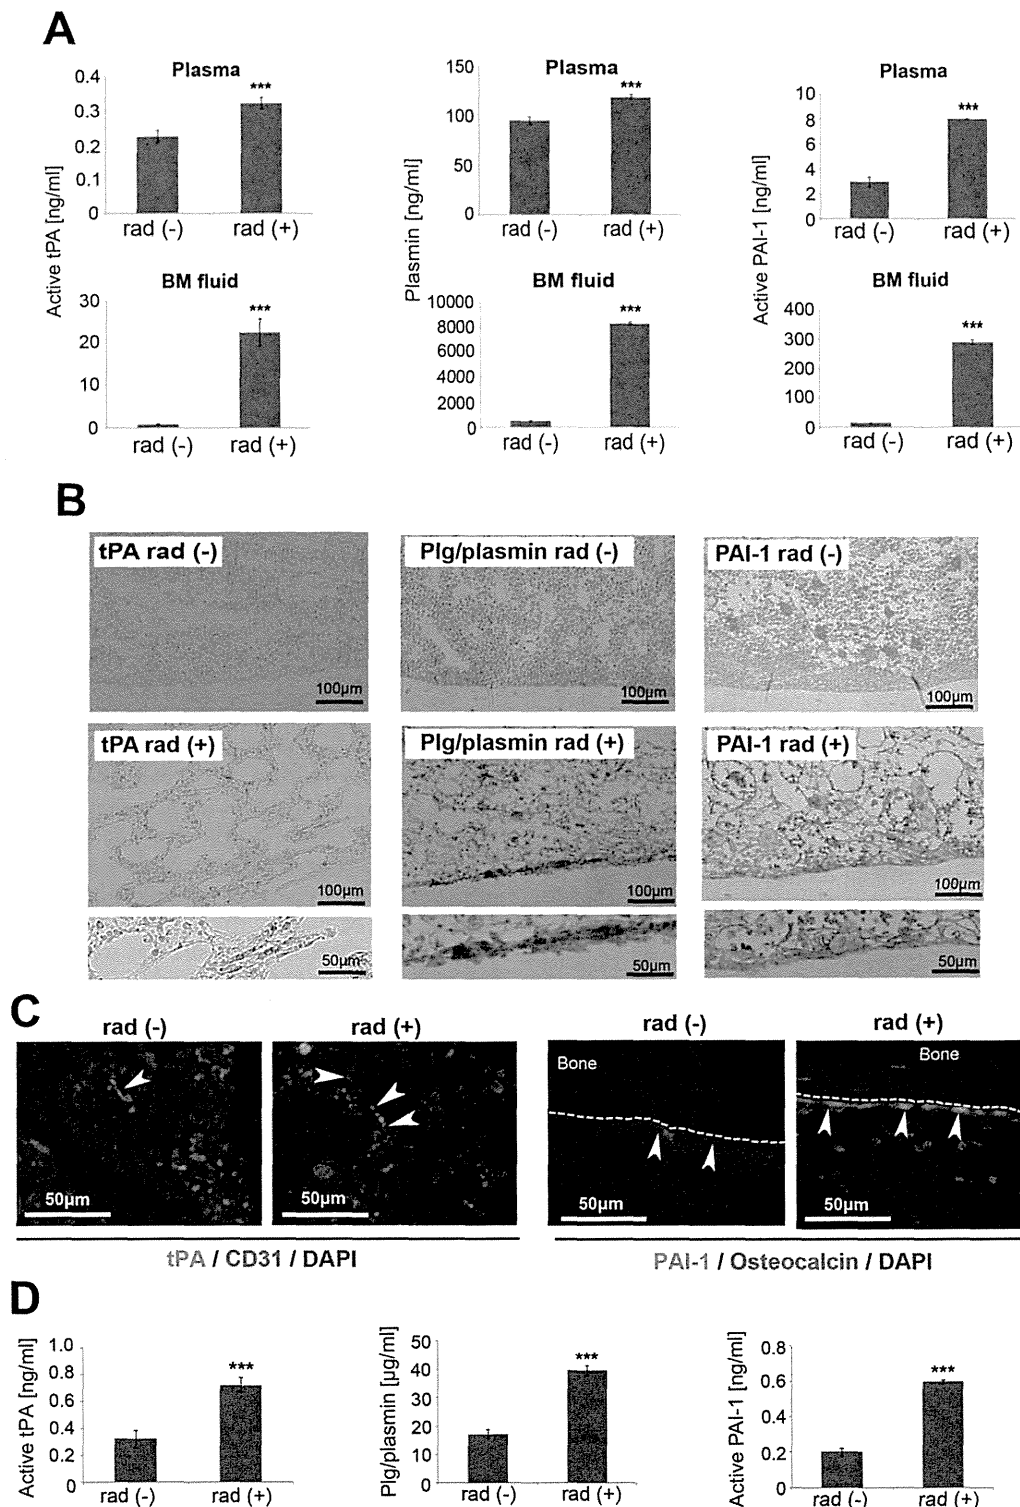 A
Plasma
Active tPA [ng/ml]
0.4
0.3
0.2
0.1
0
***
rad (-) rad (+)
BM fluid
30
20
10
0
***
rad (-) rad (+)
Plasma
Plasmin [ng/ml]
150
100
50
0
***
rad (-) rad (+)
BM fluid
10000
8000
6000
4000
2000
0
***
rad (-) rad (+)
Plasma
Active PAI-1 [ng/ml]
10
8
6
4
2
0
***
rad (-) rad (+)
BM fluid
400
300
200
100
0
***
rad (-) rad (+)
B
tPA rad (-)
100µm
Plg/plasmin rad (-)
100µm
PAI-1 rad (-)
100µm
tPA rad (+)
100µm
Plg/plasmin rad (+)
100µm
PAI-1 rad (+)
100µm
50µm
50µm
50µm
C
rad (-)
50µm
rad (+)
50µm
rad (-)
Bone
50µm
rad (+)
Bone
50µm
tPA / CD31 / DAPI
PAI-1 / Osteocalcin / DAPI
D
Active tPA [ng/ml]
1.0
0.8
0.6
0.4
0.2
0
***
rad (-) rad (+)
Plg/plasmin [µg/ml]
50
40
30
20
10
0
***
rad (-) rad (+)
Active PAI-1 [ng/ml]
0.8
0.6
0.4
0.2
0
***
rad (-) rad (+)